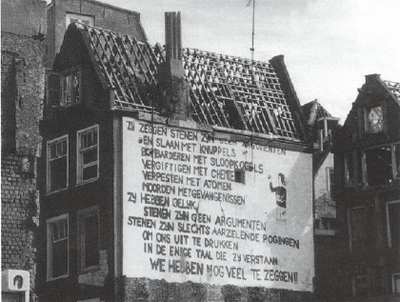 ZIJ ZEGGEN STENEN ZIJN GEEN ARGUMENTEN
EN SLAAN MET KNUPPELS
BOMBARDEREN MET SLOOPKOGELS
VERGIFTIGEN MET CHEMIE
VERPESTEN MET ATOMEN
MOORDEN MET GEVANGENISSEN
ZIJ HEBBEN GELIJK
STENEN ZIJN GEEN ARGUMENTEN
STENEN ZIJN SLECHTS AARZELENDE POGINGEN
OM ONS UIT TE DRUKKEN
IN DE ENIGE TAAL DIE ZIJ VERSTAAN
WE HEBBEN NOG VEEL TE ZEGGEN!!